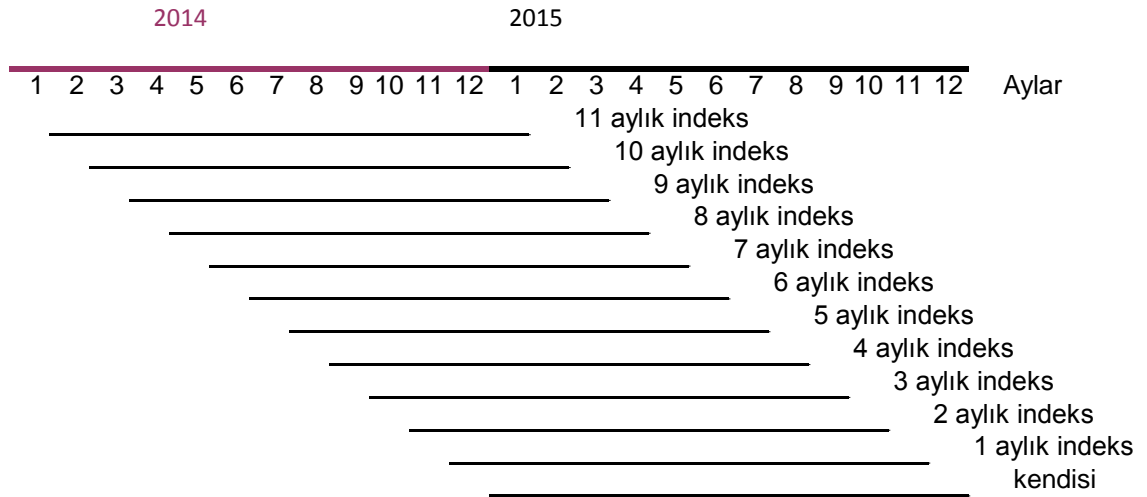 2014 2015
1 2 3 4 5 6 7 8 9 10 11 12 1 2 3 4 5 6 7 8 9 10 11 12 Aylar
11 aylık indeks
10 aylık indeks
9 aylık indeks
8 aylık indeks
7 aylık indeks
6 aylık indeks
5 aylık indeks
4 aylık indeks
3 aylık indeks
2 aylık indeks
1 aylık indeks
kendisi